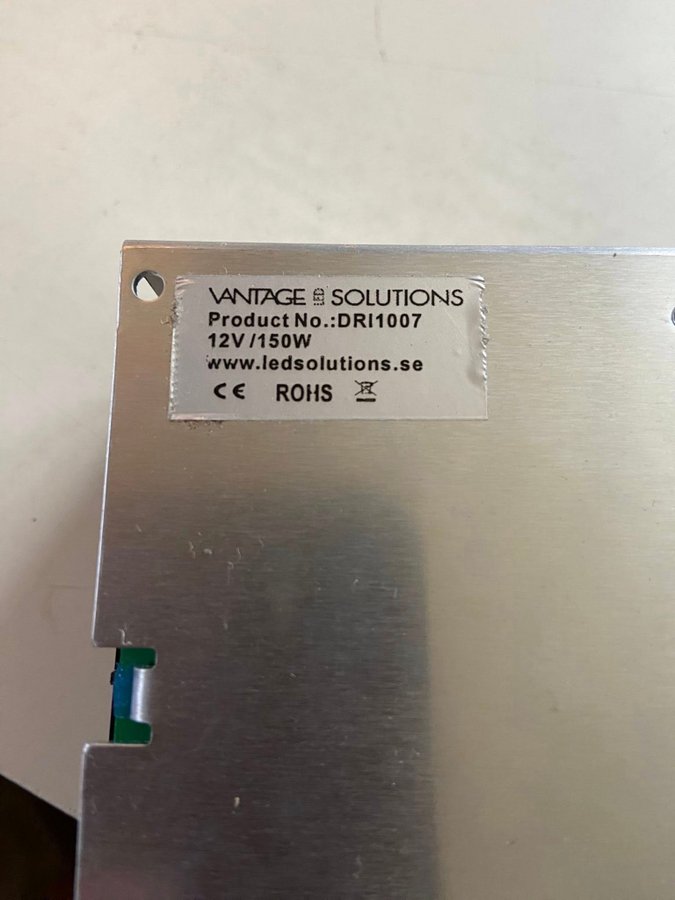 VANTAGE LED SOLUTIONS
Product No.:DRI1007
12V/150W
www.ledsolutions.se
CE ROHS